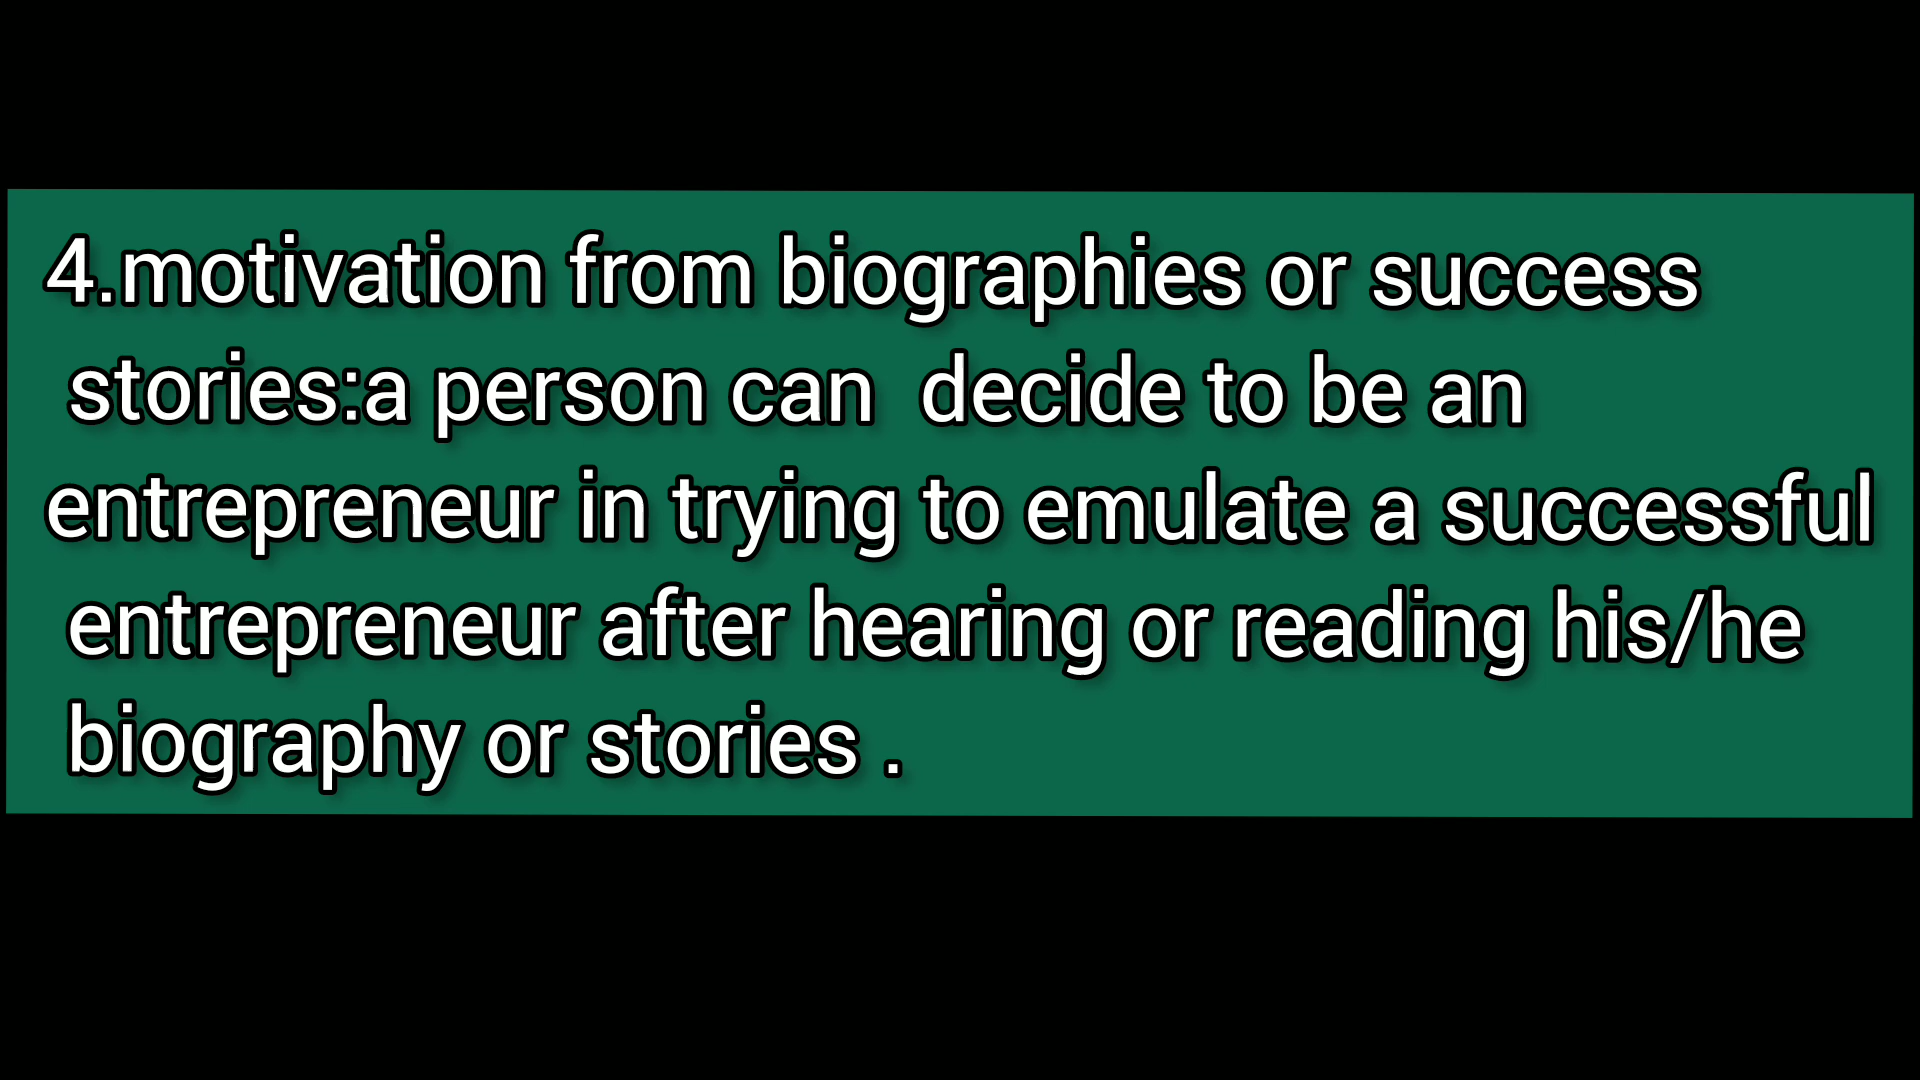 4.motivation from biographies or success
stories:a person can  decide to be an
entrepreneur in trying to emulate a successful
entrepreneur after hearing or reading his/he
biography or stories .